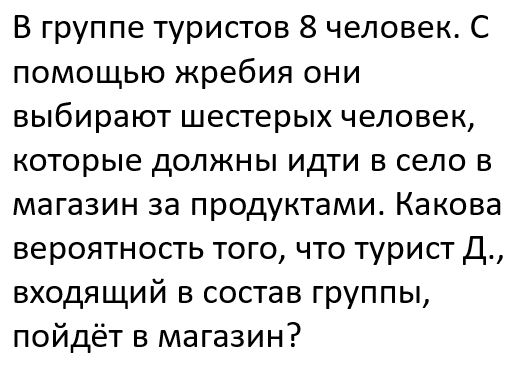 В группе туристов 8 человек. С
помощью жребия они
выбирают шестерых человек,
которые должны идти в село в
магазин за продуктами. Какова
вероятность того, что турист Д.,
входящий в состав группы,
пойдёт в магазин?